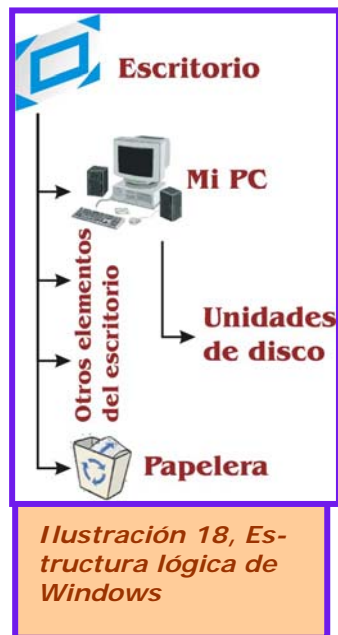 Escritorio
Mi PC
Otros elementos
del escritorio
Unidades
de disco
Papelera
Ilustración 18, Es-
tructura lógica de
Windows